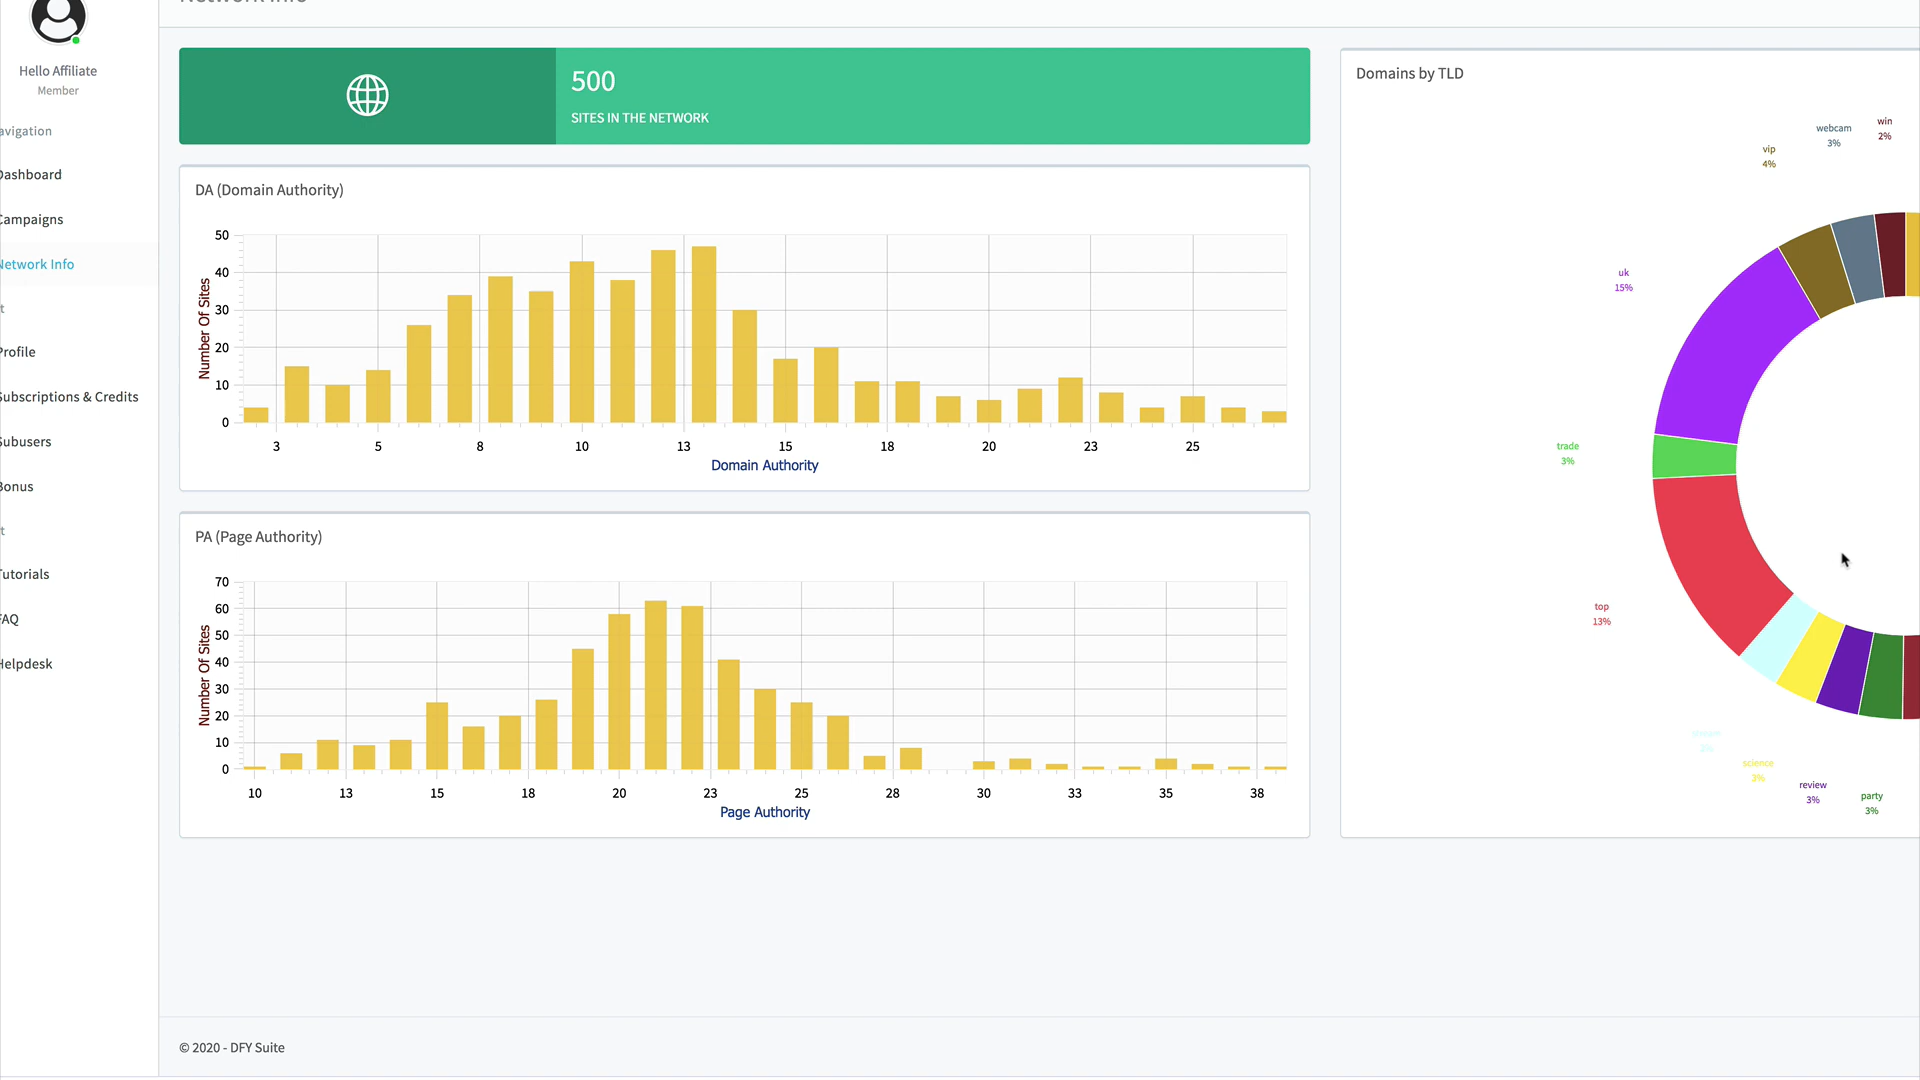 Network Info
Hello Affiliate
Member
avigation
Dashboard
Campaigns
Network Info
t
Profile
Subscriptions & Credits
Subusers
Bonus
t
Tutorials
FAQ
Helpdesk
500
SITES IN THE NETWORK
DA (Domain Authority)
50
40
30
20
10
0
Number Of Sites
3 5 8 10 13 15 18 20 23 25
Domain Authority
PA (Page Authority)
70
60
50
40
30
20
10
0
Number Of Sites
10 13 15 18 20 23 25 28 30 33 35 38
Page Authority
Domains by TLD
win
2%
webcam
3%
vip
4%
uk
15%
trade
3%
top
13%
science
3%
review
3%
party
3%
© 2020 - DFY Suite